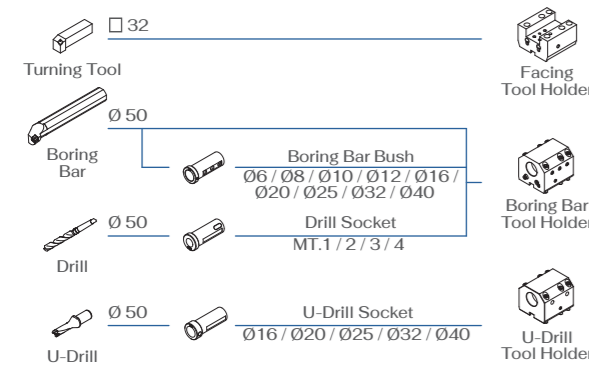 □ 32
Turning Tool
Facing
Tool Holder
Ø 50
Boring
Bar
Boring Bar Bush
Ø6 / Ø8 / Ø10 / Ø12 / Ø16 /
Ø20 / Ø25 / Ø32 / Ø40
Boring Bar
Tool Holder
Ø 50
Drill Socket
MT.1 / 2 / 3 / 4
Drill
Ø 50
U-Drill Socket
Ø16 / Ø20 / Ø25 / Ø32 / Ø40
U-Drill
U-Drill
Tool Holder